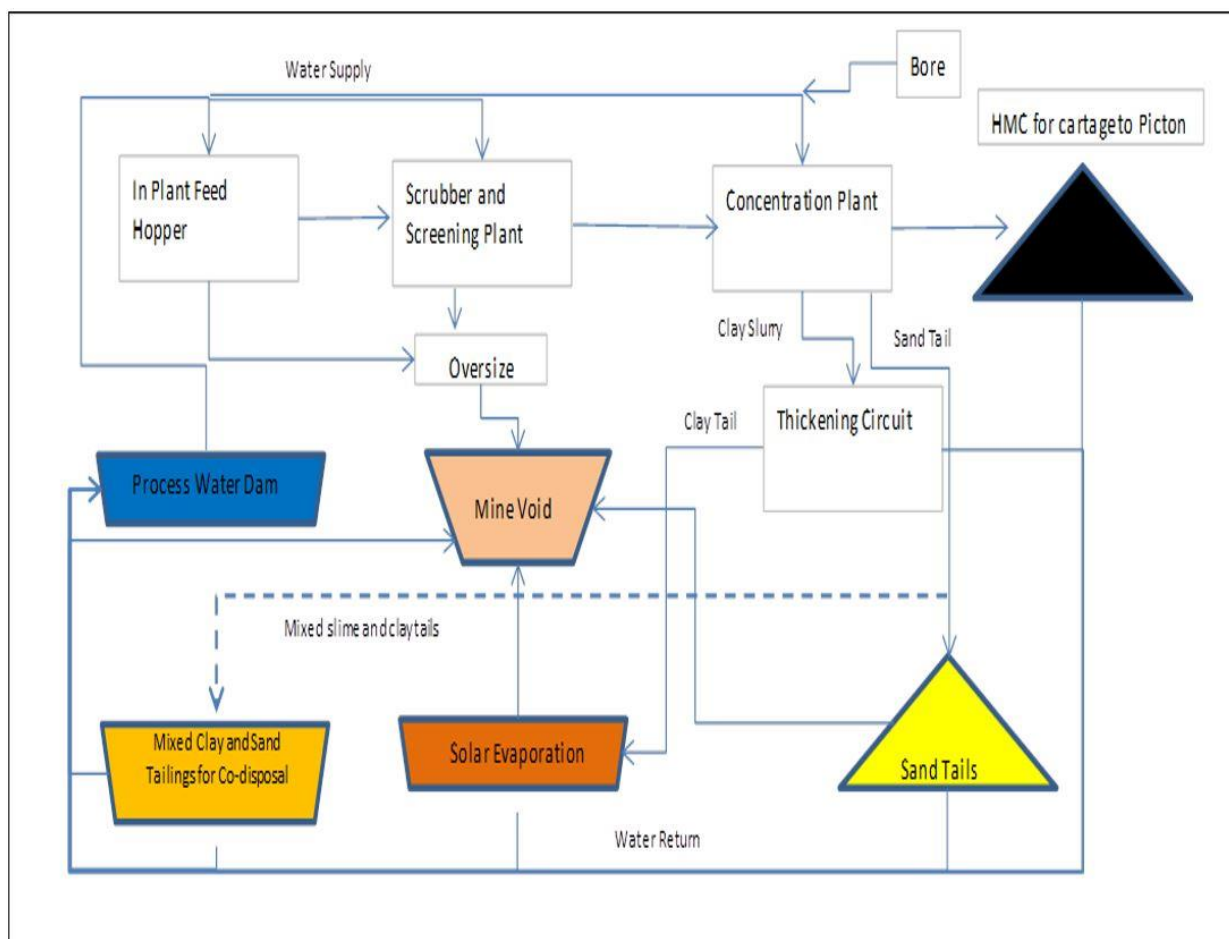 Water Supply
Bore
HMC for cartageto Picton
In Plant Feed
Hopper
Scrubber and
Screening Plant
Concentration Plant
Clay Slurry
Sand Tail
Oversize
Clay Tail
Thickening Circuit
Process Water Dam
Mine Void
Mixed slime and claytails
Mixed Clay and Sand
Tailings for Co-disposal
Solar Evaporation
Sand Tails
Water Return